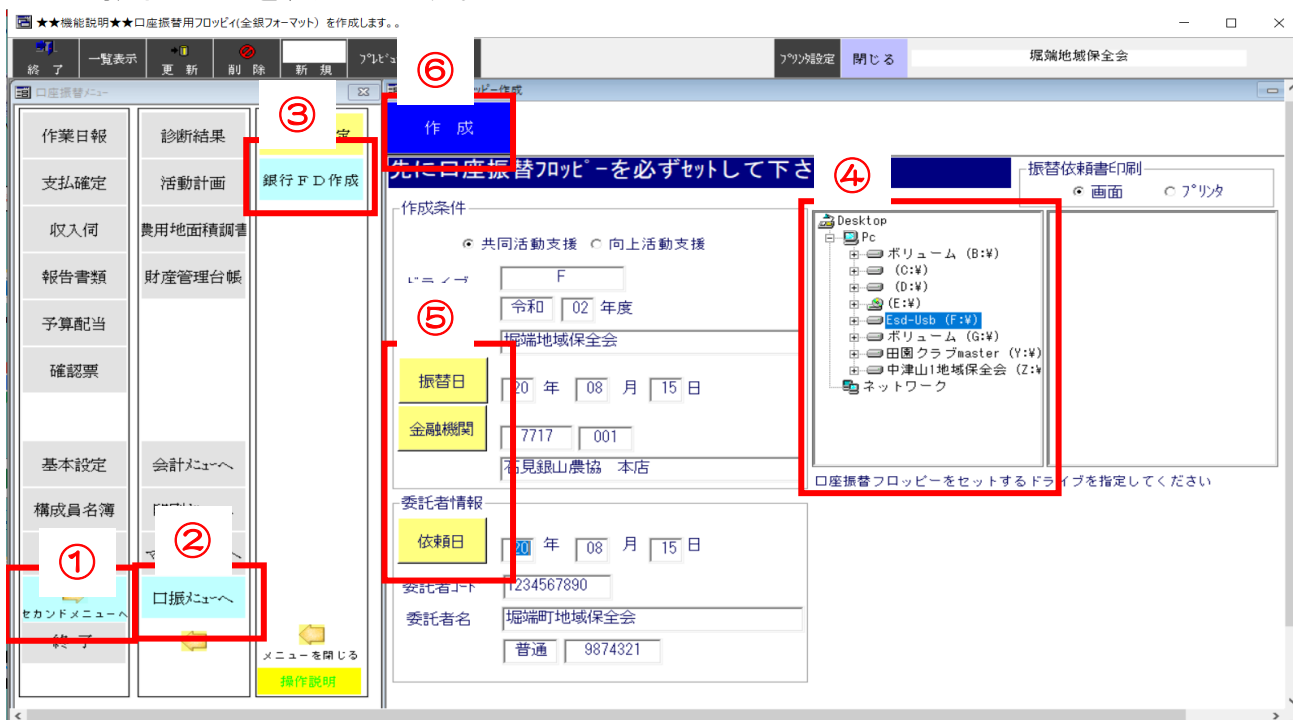 ★★機能説明★★口座振替用フロッピィ(全銀フォーマット) を作成します。。
終 了
一覧表示
更 新
削 除
新 規
プリンタ設定
閉じる
堀端地域保全会
口座振替メニュー
⑥
③
④
⑤
①
②
作業日報
支払確定
収入伺
報告書類
予算配当
確認票
基本設定
構成員名簿
セカンドメニューへ
終 了
診断結果
活動計画
費用地面積調書
財産管理台帳
会計メニューへ
口振メニューへ
銀行ＦＤ作成
メニューを閉じる
操作説明
作 成
先に口座振替フロッピーを必ずセットして下さ
振替依頼書印刷
画面
プリンタ
作成条件
共同活動支援
向上活動支援
F
令和 02 年度
堀端地域保全会
振替日
20 年 08 月 15 日
金融機関
7717 001
石見銀山農協 本店
委託者情報
依頼日
20 年 08 月 15 日
委託者コード 1234567890
委託者名 堀端町地域保全会
普通 9874321
Desktop
Pc
ボリューム (B:¥)
(C:¥)
(D:¥)
(E:¥)
Esd-Usb (F:¥)
ボリューム (G:¥)
田園クラブmaster (Y:¥)
中津山1地域保全会 (Z:¥
ネットワーク
口座振替フロッピーをセットするドライブを指定してください